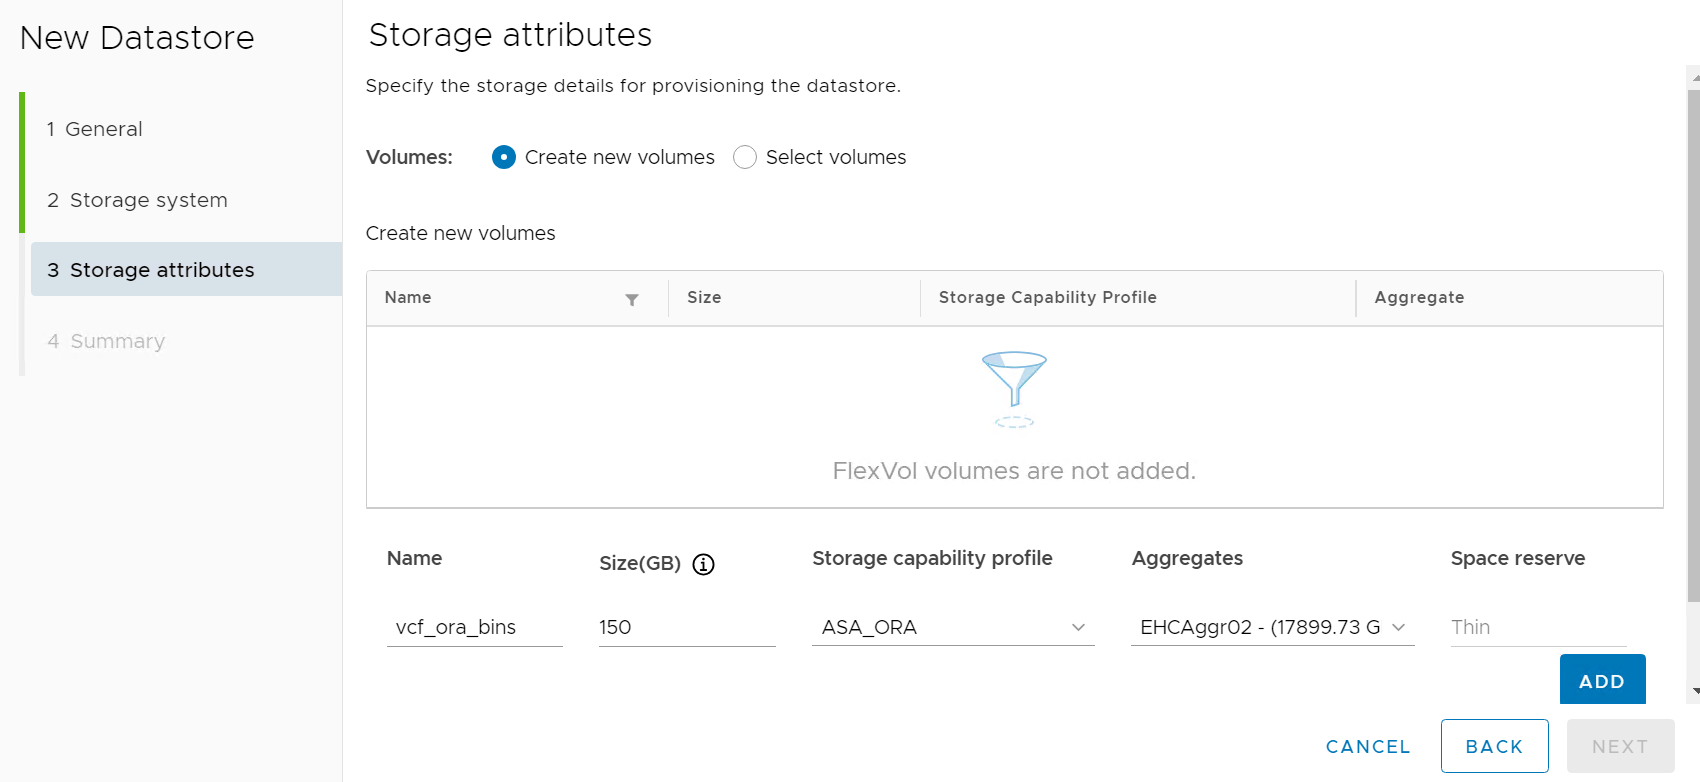 New Datastore
1 General
2 Storage system
3 Storage attributes
4 Summary
Storage attributes
Specify the storage details for provisioning the datastore.
Volumes: Create new volumes Select volumes
Create new volumes
Name Size Storage Capability Profile Aggregate
FlexVol volumes are not added.
Name Size(GB) Storage capability profile Aggregates Space reserve
vcf_ora_bins 150 ASA_ORA EHCAggr02 - (17899.73 G Thin
ADD
CANCEL BACK NEXT